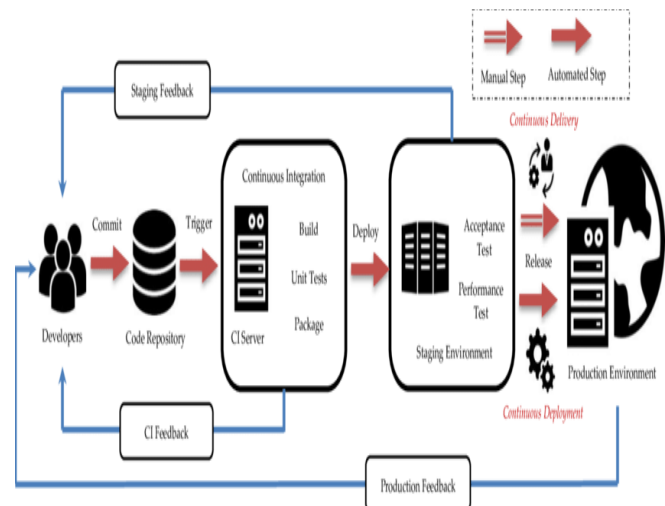 Manual Step
Automated Step
Continuous Delivery
Staging Feedback
Continuous Integration
Commit
Trigger
Build
Unit Tests
Package
CI Server
Deploy
Acceptance
Test
Performance
Test
Staging Environment
Release
Developers
Code Repository
Production Environment
Continuous Deployment
CI Feedback
Production Feedback